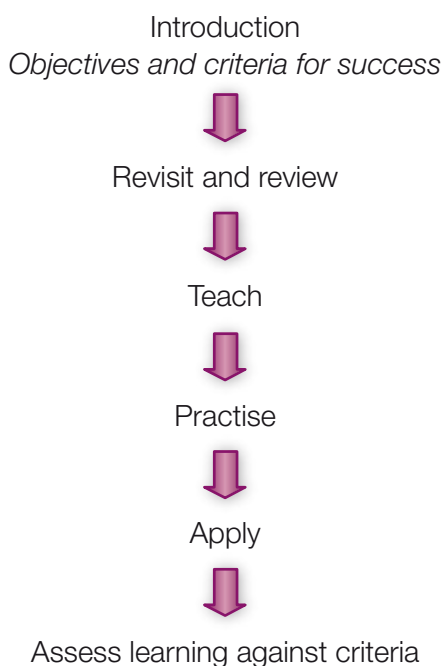 Introduction
Objectives and criteria for success
Revisit and review
Teach
Practise
Apply
Assess learning against criteria